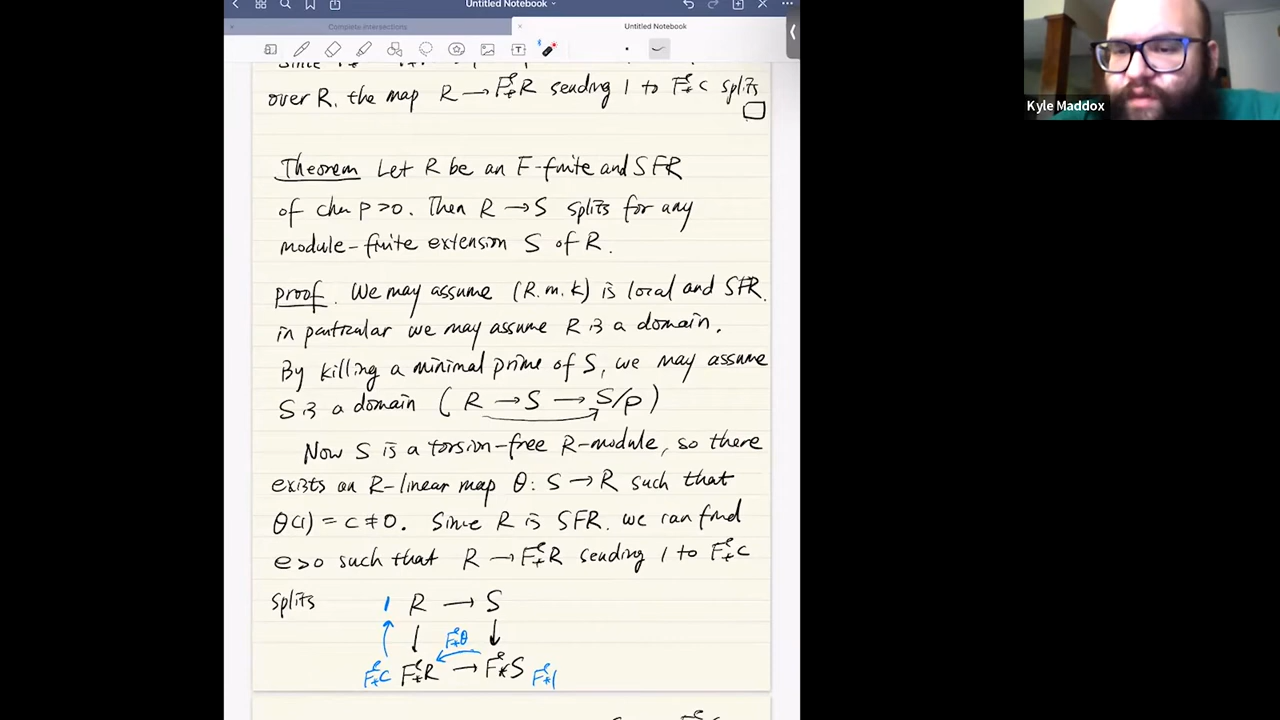 Untitled Notebook
Complete intersections
Untitled Notebook
over R, the map R → F^e_*R sending 1 to F^e_*c splits
Theorem Let R be an F-finite and SFR
of char p>0. Then R → S splits for any
module-finite extension S of R.
proof. We may assume (R.m.k) is local and SFR.
in particular we may assume R is a domain.
By killing a minimal prime of S, we may assume
S is a domain ( R → S → S/p )
Now S is a torsion-free R-module, so there
exists an R-linear map θ: S → R such that
θ(1) = c ≠ 0. Since R is SFR. we can find
e>0 such that R → F^e_*R sending 1 to F^e_*c
splits
1 R → S
F^e_*θ
F^e_*c F^e_*R → F^e_*S F^e_*1
Kyle Maddox